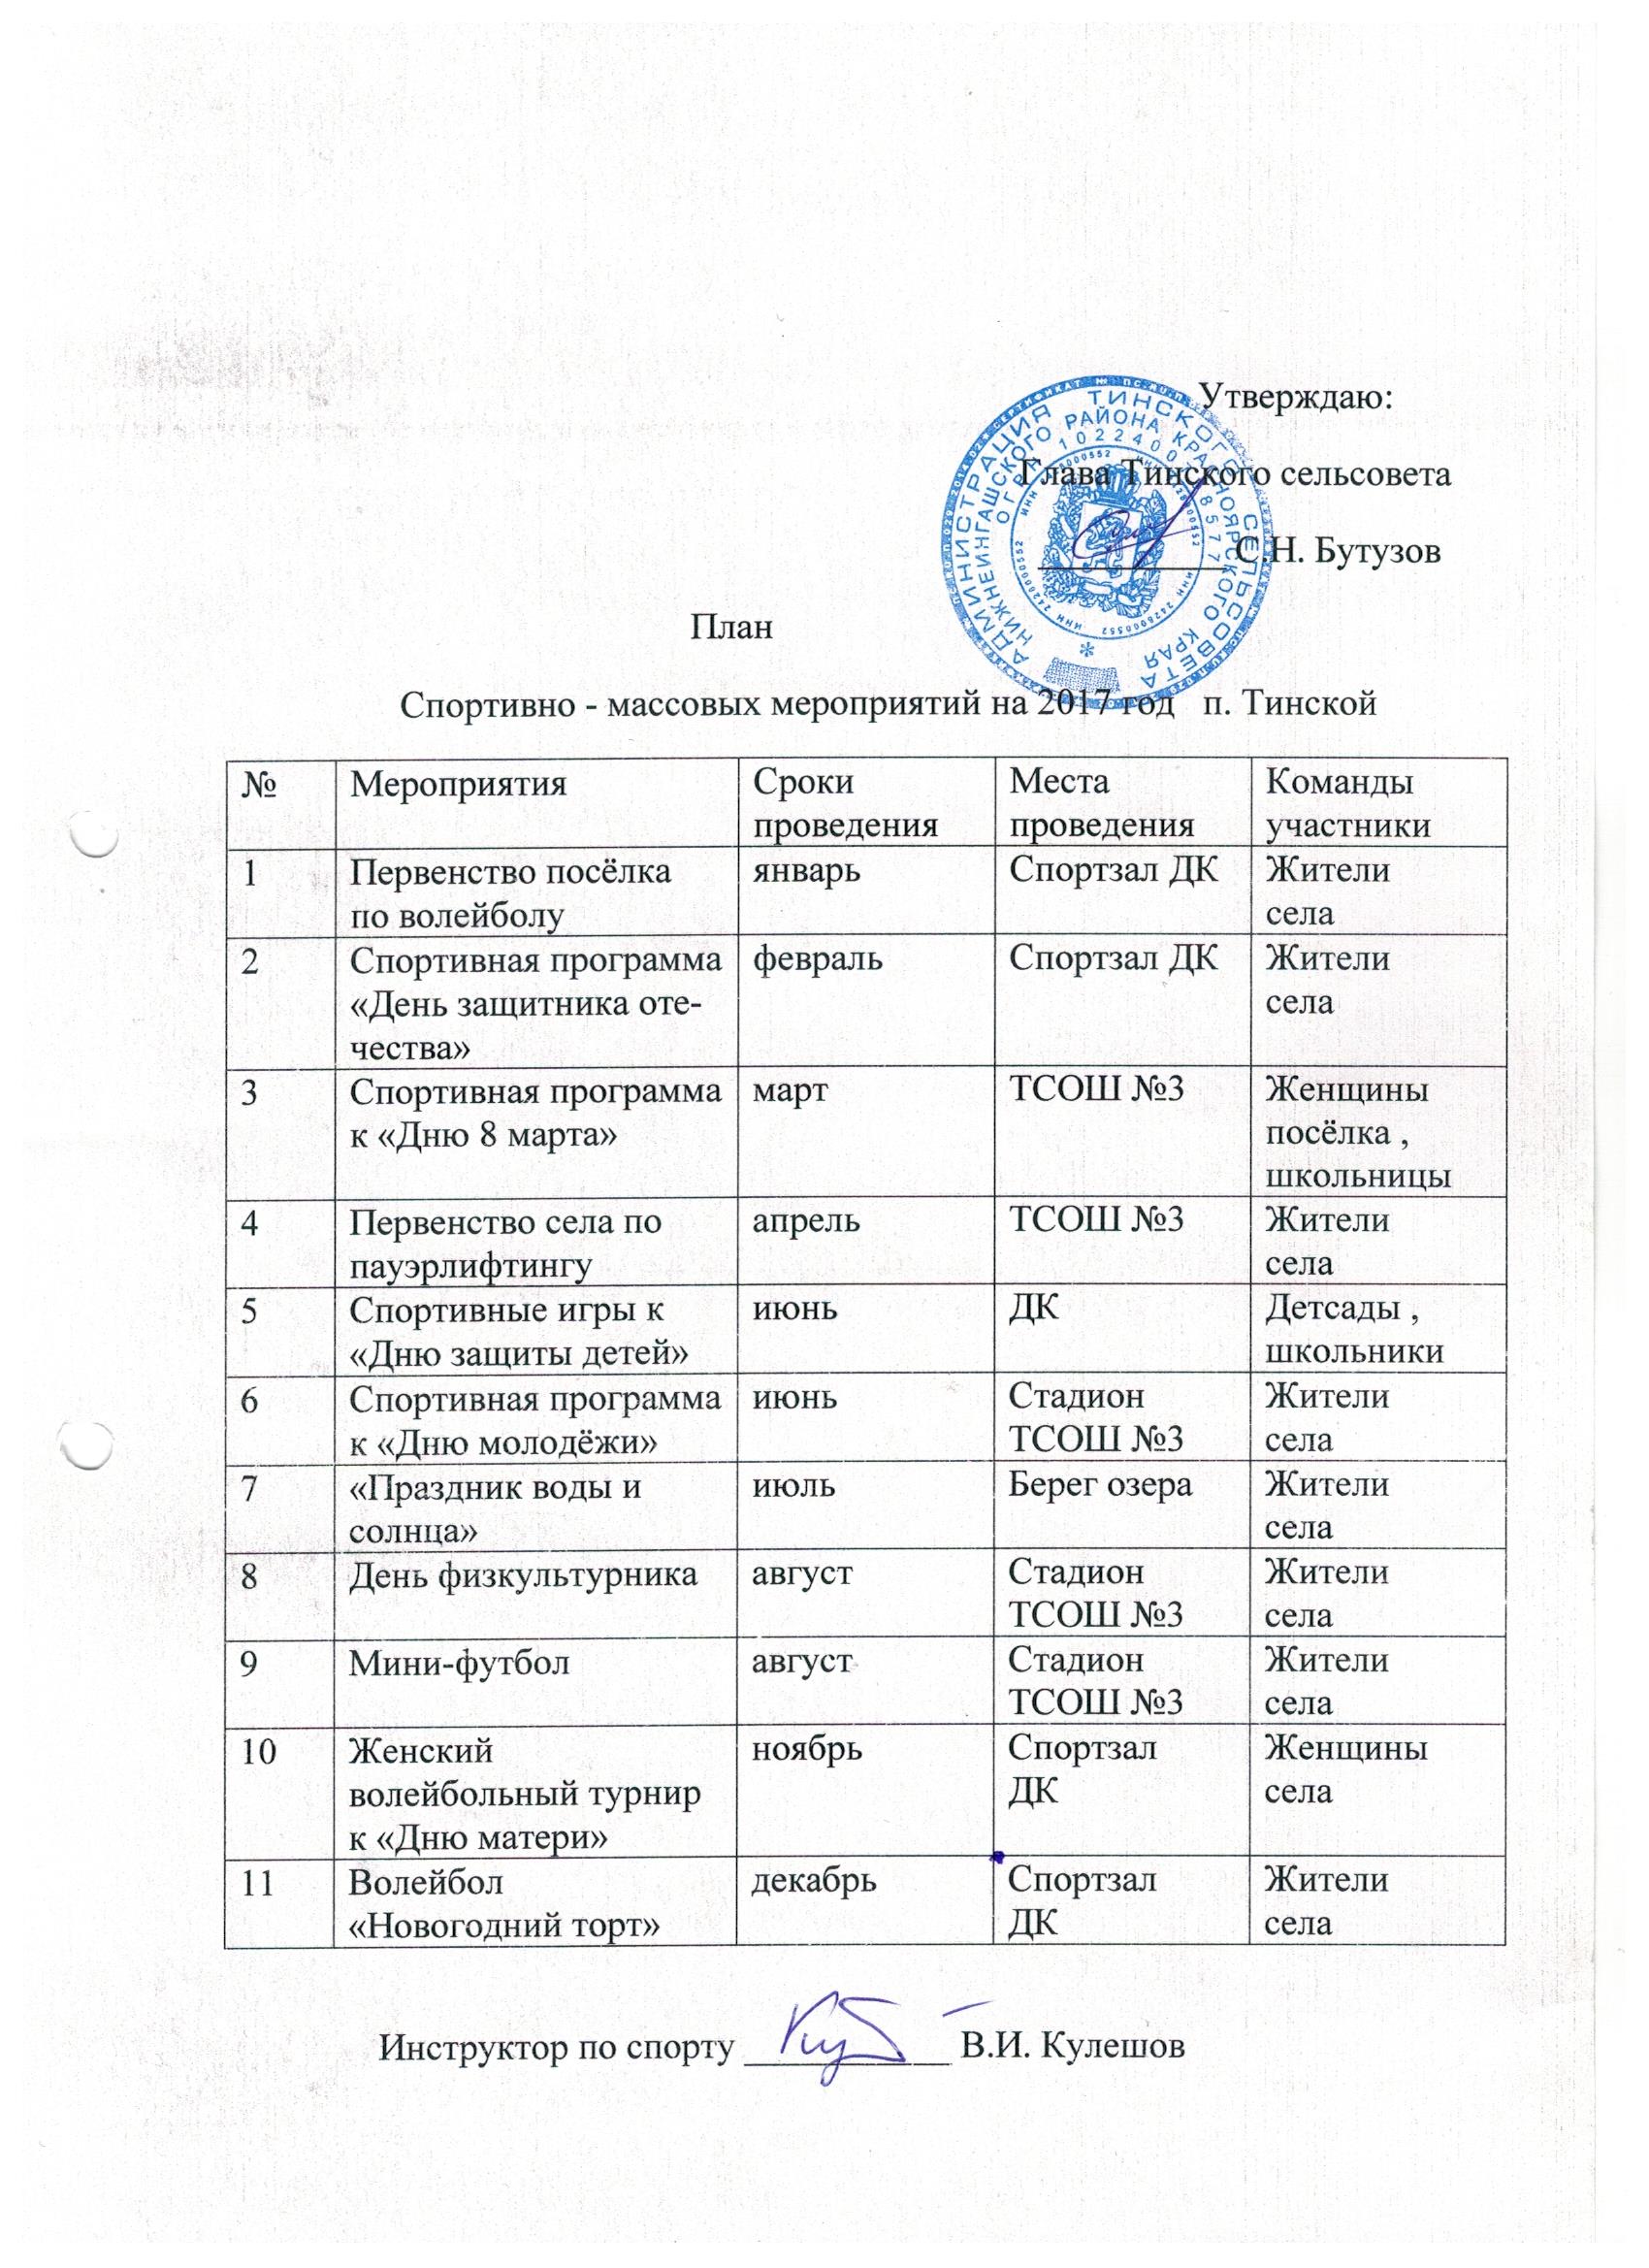 Утверждаю:
Глава Тинского сельсовета
С.Н. Бутузов
АДМИНИСТРАЦИЯ ТИНСКОГО СЕЛЬСОВЕТА
НИЖНЕИНГАШСКОГО РАЙОНА КРАСНОЯРСКОГО КРАЯ
ИНН 2428000552
План
Спортивно - массовых мероприятий на 2017 год п. Тинской
№ Мероприятия Сроки Места Команды
проведения проведения участники
1 Первенство посёлка январь Спортзал ДК Жители
по волейболу села
2 Спортивная программа февраль Спортзал ДК Жители
«День защитника оте- села
чества»
3 Спортивная программа март ТСОШ №3 Женщины
к «Дню 8 марта» посёлка ,
школьницы
4 Первенство села по апрель ТСОШ №3 Жители
пауэрлифтингу села
5 Спортивные игры к июнь ДК Детсады ,
«Дню защиты детей» школьники
6 Спортивная программа июнь Стадион Жители
к «Дню молодёжи» ТСОШ №3 села
7 «Праздник воды и июль Берег озера Жители
солнца» села
8 День физкультурника август Стадион Жители
ТСОШ №3 села
9 Мини-футбол август Стадион Жители
ТСОШ №3 села
10 Женский ноябрь Спортзал Женщины
волейбольный турнир ДК села
к «Дню матери»
11 Волейбол декабрь Спортзал Жители
«Новогодний торт» ДК села
Инструктор по спорту В.И. Кулешов